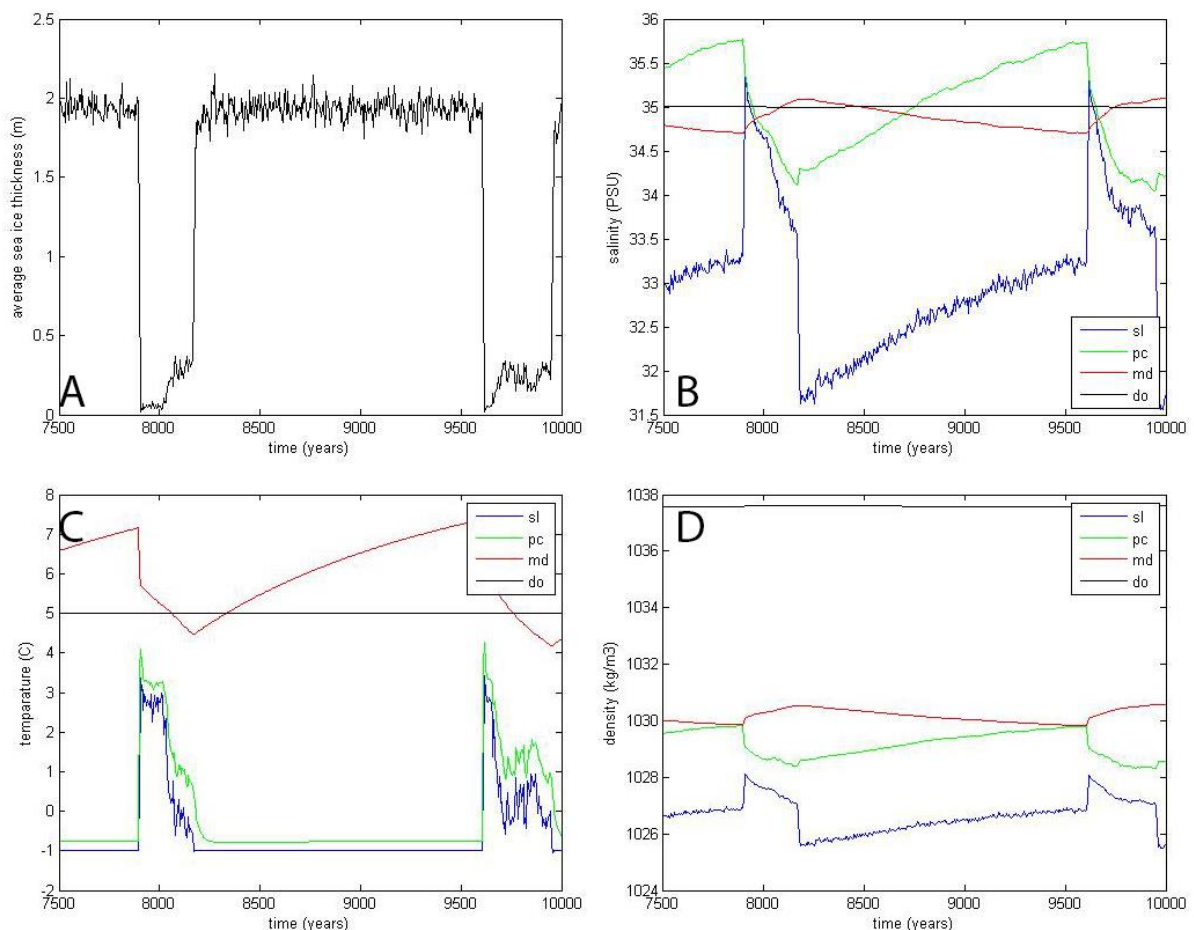 2.5
2
1.5
1
0.5
0
7500 8000 8500 9000 9500 10000
average sea ice thickness (m)
time (years)
A
36
35.5
35
34.5
34
33.5
33
32.5
32
31.5
7500 8000 8500 9000 9500 10000
salinity (PSU)
time (years)
B
sl
pc
md
do
8
7
6
5
4
3
2
1
0
-1
-2
7500 8000 8500 9000 9500 10000
temparature (C)
time (years)
C
sl
pc
md
do
1038
1036
1034
1032
1030
1028
1026
1024
7500 8000 8500 9000 9500 10000
density (kg/m3)
time (years)
D
sl
pc
md
do